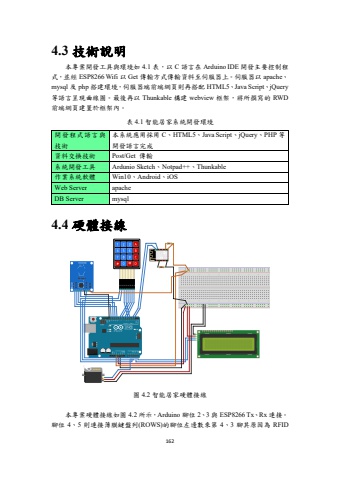 4.3 技術說明
本專案開發工具與環境如 4.1 表，以 C 語言在 Arduino IDE 開發主要控制程
式，並經 ESP8266 Wifi 以 Get 傳輸方式傳輸資料至伺服器上，伺服器以 apache、
mysql 及 php 搭建環境，伺服器端前端網頁則再搭配 HTML5、Java Script、jQuery
等語言呈現曲線圖。最後再以 Thunkable 構建 webview 框架，將所撰寫的 RWD
前端網頁建置於框架內。
表 4.1 智能居家系統開發環境
開發程式語言與技術 本系統應用採用 C、HTML5、Java Script、jQuery、PHP 等開發語言完成
資料交換技術 Post/Get 傳輸
系統開發工具 Arduino Sketch、Notpad++、Thunkable
作業系統軟體 Win10、Android、iOS
Web Server apache
DB Server mysql
4.4 硬體接線
圖 4.2 智能居家硬體接線
本專案硬體接線如圖 4.2 所示，Arduino 腳位 2、3 與 ESP8266 Tx、Rx 連接，
腳位 4、5 則連接薄膜鍵盤列(ROWS)的腳位左邊數來第 4、3 腳其原因為 RFID
162